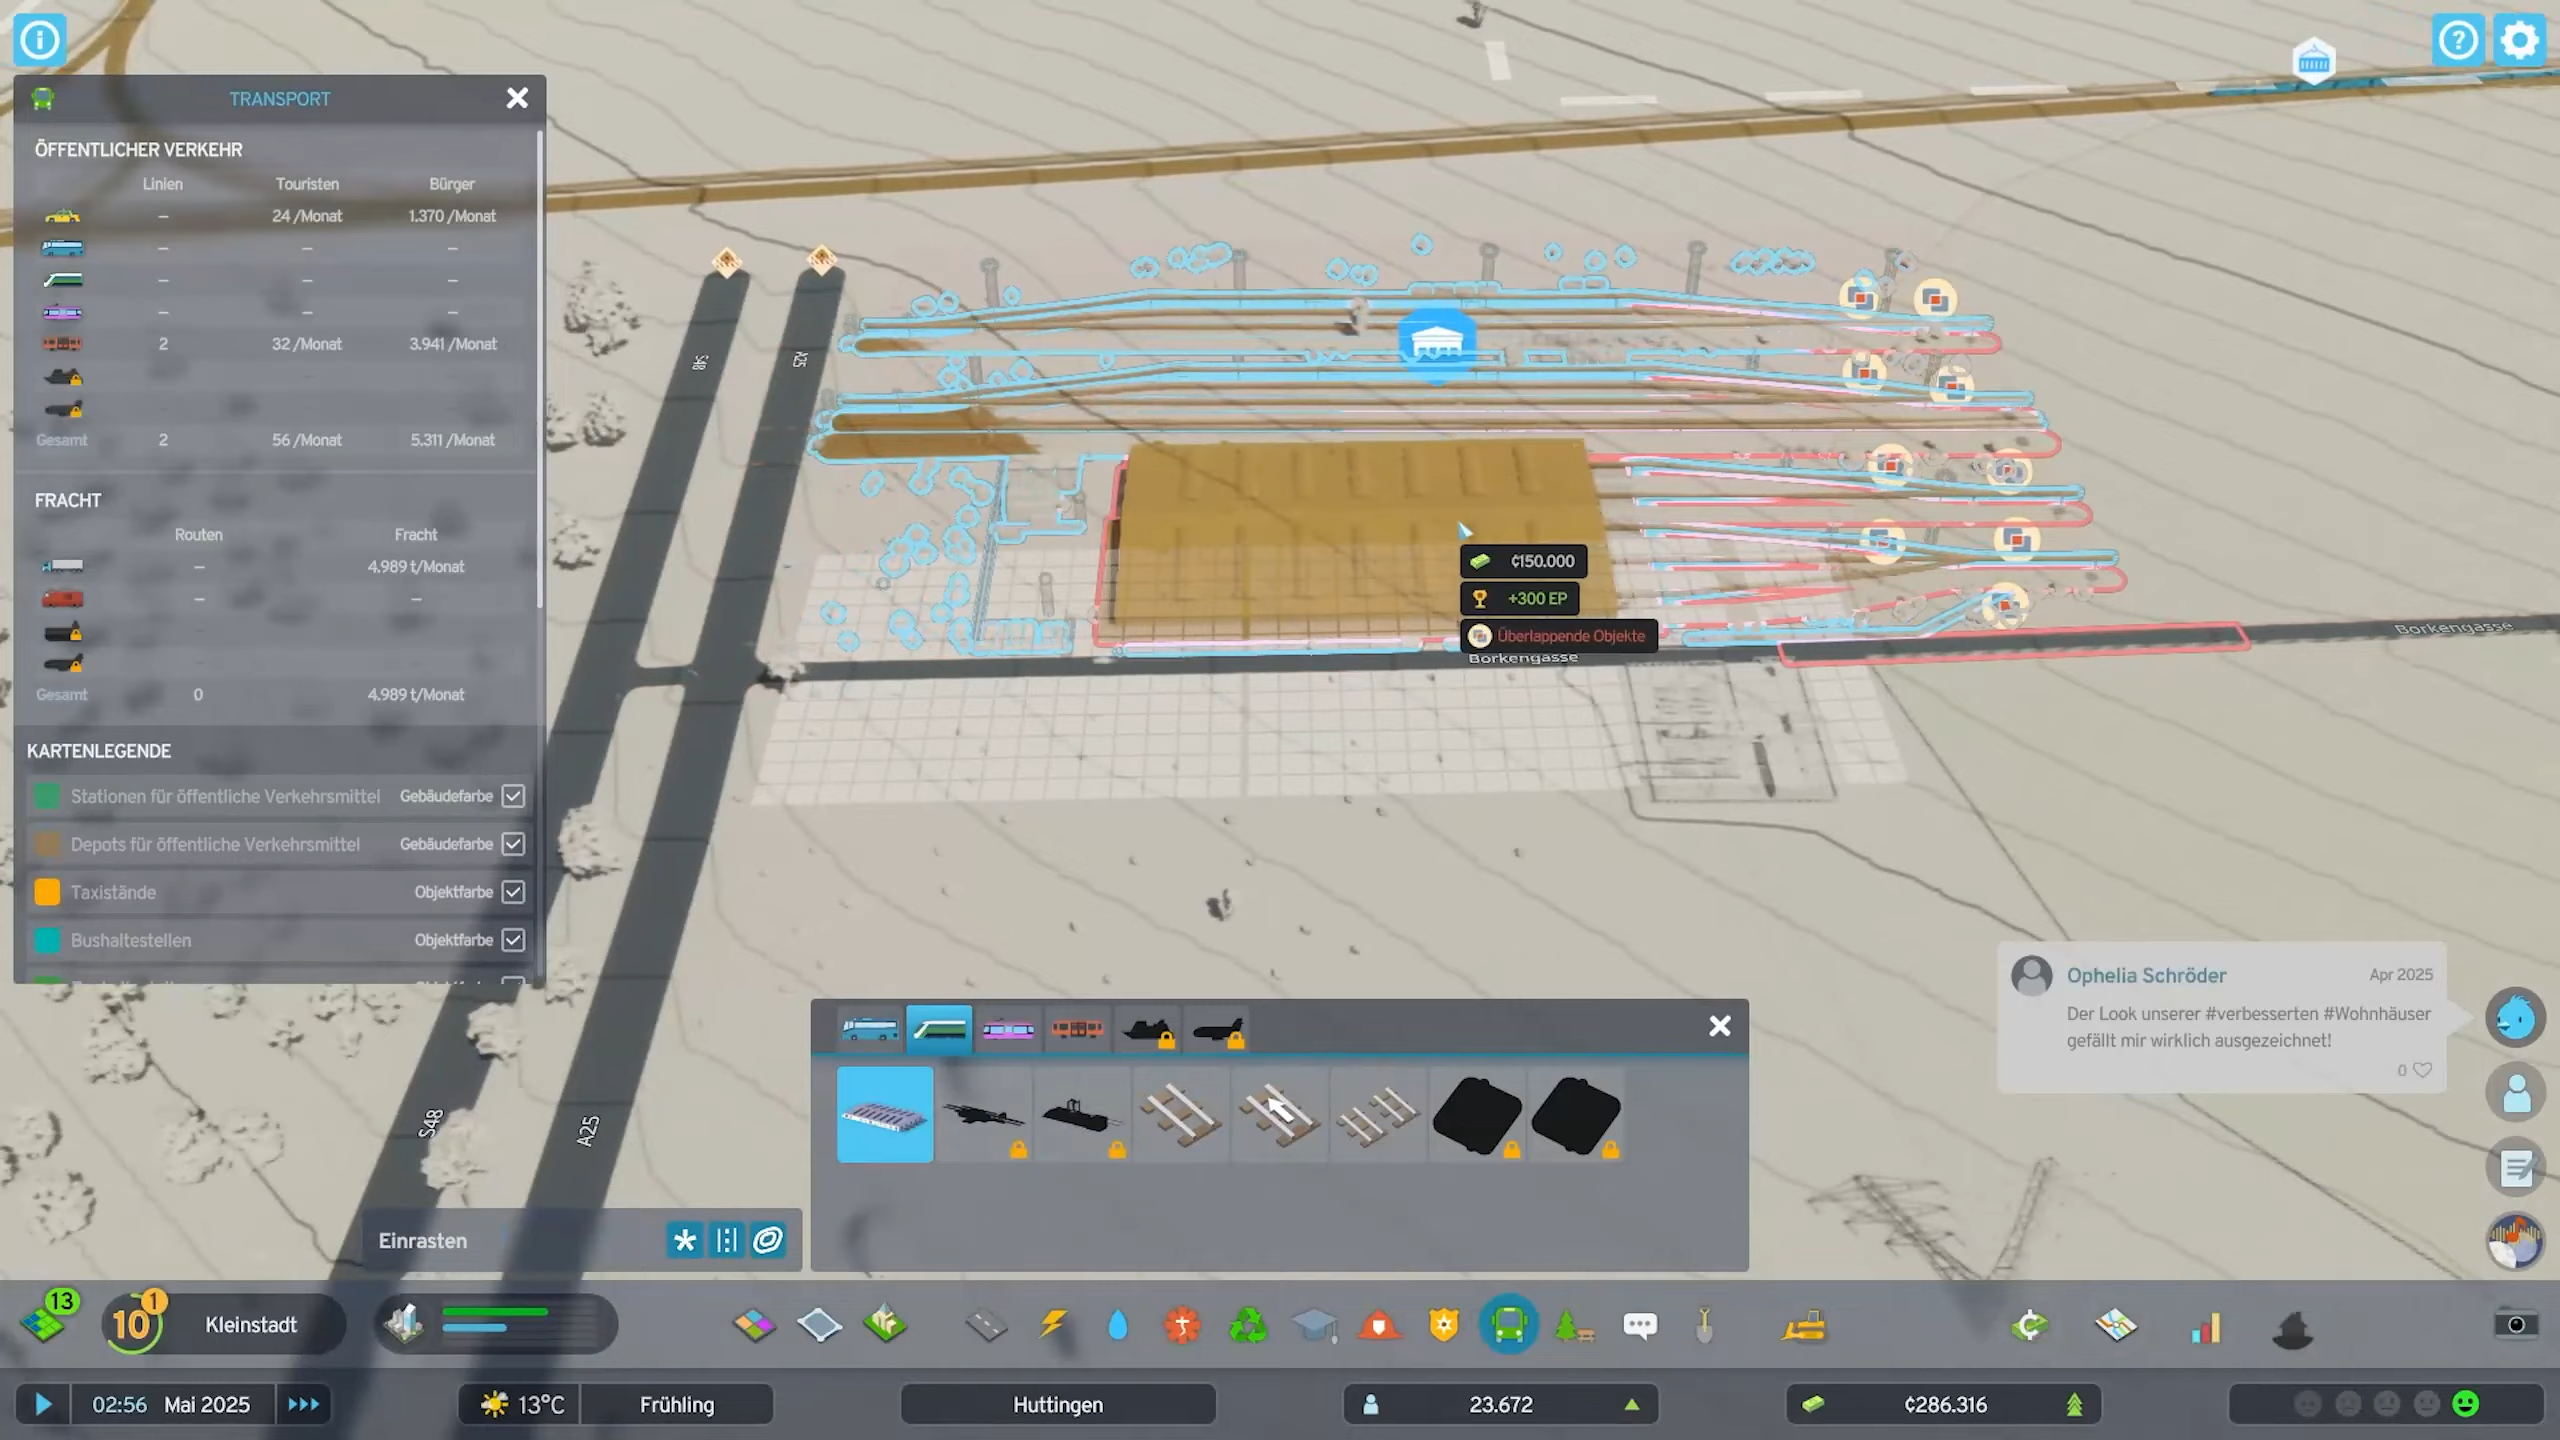 TRANSPORT
ÖFFENTLICHER VERKEHR
Linien Touristen Bürger
– 24 /Monat 1.370 /Monat
– – –
– – –
– – –
2 32 /Monat 3.941 /Monat
Gesamt 2 56 /Monat 5.311 /Monat
FRACHT
Routen Fracht
– 4.989 t/Monat
– –
Gesamt 0 4.989 t/Monat
KARTENLEGENDE
Stationen für öffentliche Verkehrsmittel Gebäudefarbe
Depots für öffentliche Verkehrsmittel Gebäudefarbe
Taxistände Objektfarbe
Bushaltestellen Objektfarbe
S48
A25
₵150.000
+300 EP
Überlappende Objekte
Borkengasse
Borkengasse
S48
A25
Ophelia Schröder Apr 2025
Der Look unserer #verbesserten #Wohnhäuser
gefällt mir wirklich ausgezeichnet!
0
Einrasten
13
10
1
Kleinstadt
02:56 Mai 2025
13°C
Frühling
Huttingen
23.672
₵286.316